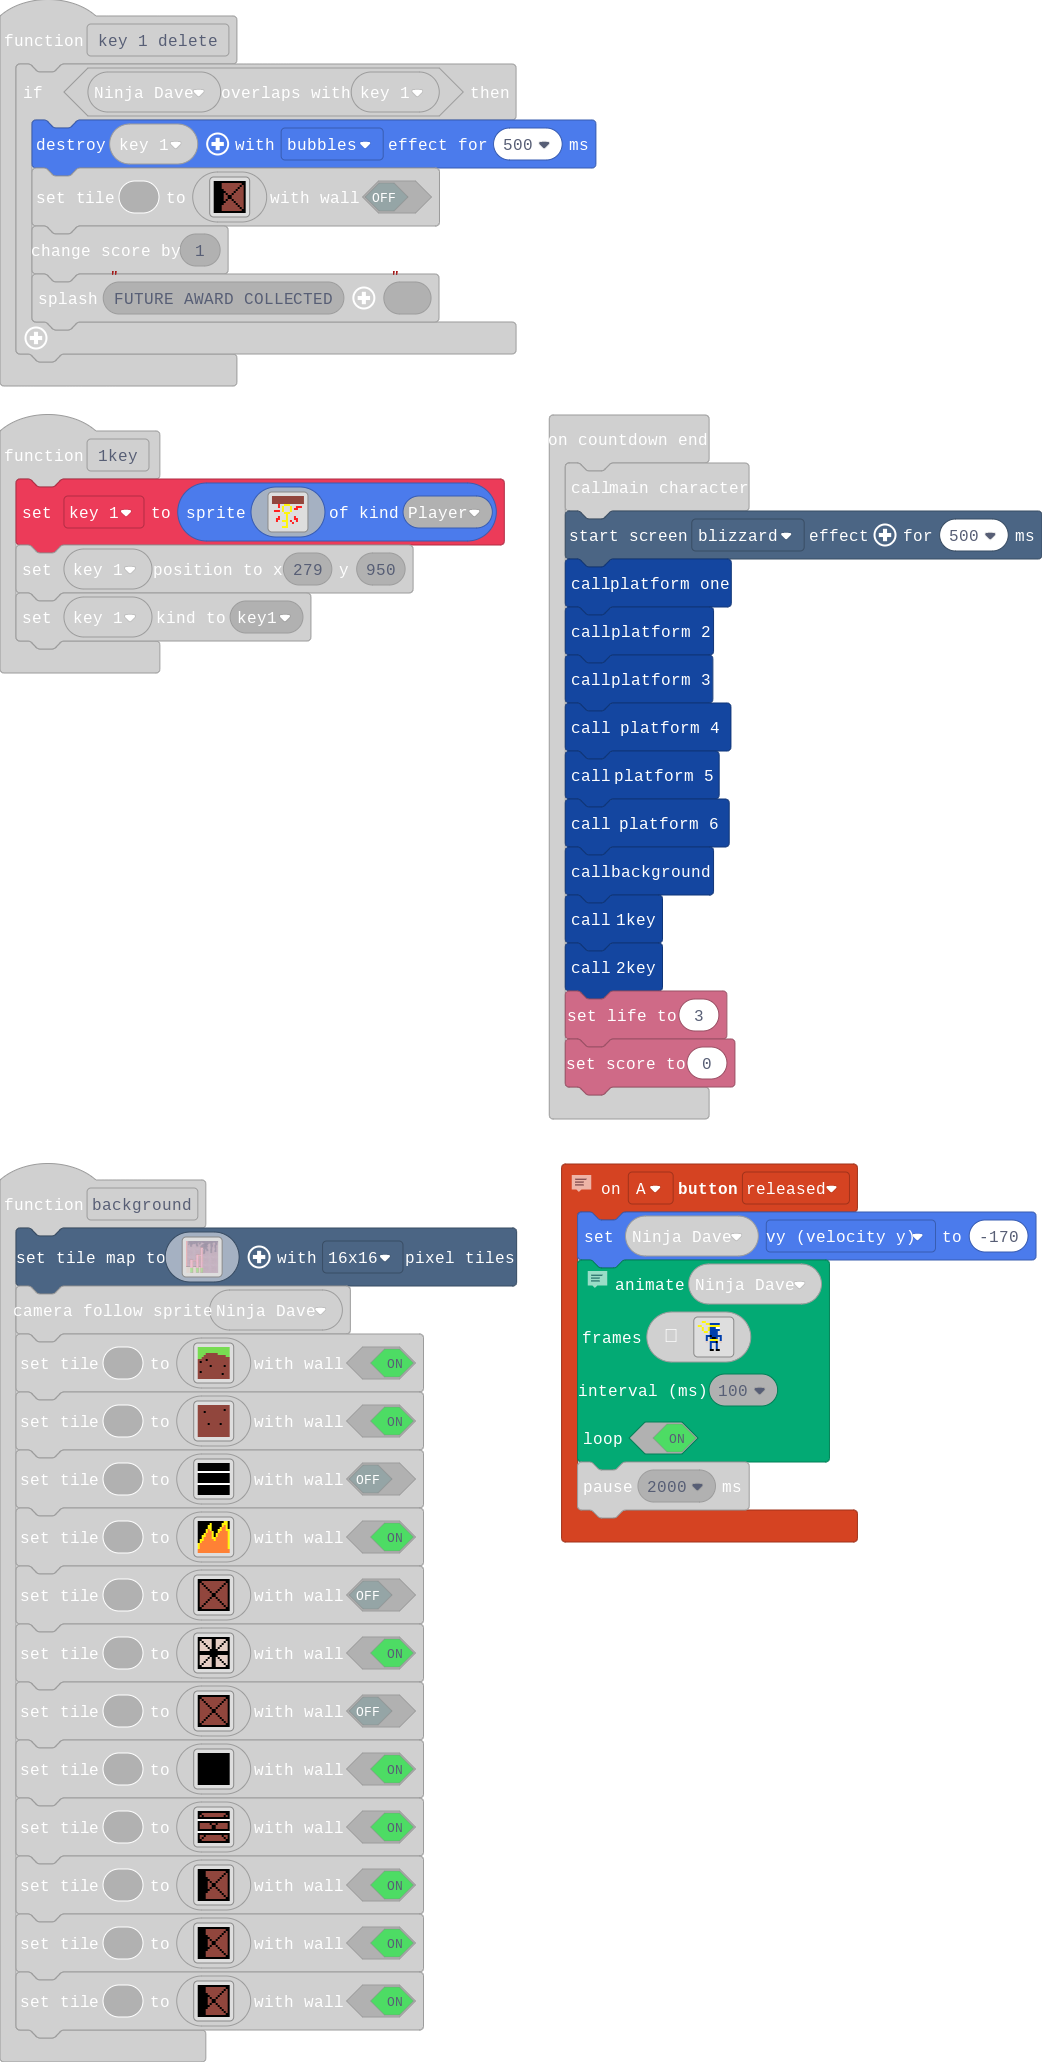 function key 1 delete
if Ninja Dave overlaps with key 1 then
destroy key 1 with bubbles effect for 500 ms
set tile to with wall OFF
change score by 1
splash " FUTURE AWARD COLLECTED "
function 1key
set key 1 to sprite of kind Player
set key 1 position to x 279 y 950
set key 1 kind to key1
on countdown end
call main character
start screen blizzard effect for 500 ms
call platform one
call platform 2
call platform 3
call platform 4
call platform 5
call platform 6
call background
call 1key
call 2key
set life to 3
set score to 0
function background
set tile map to with 16x16 pixel tiles
camera follow sprite Ninja Dave
set tile to with wall ON
set tile to with wall ON
set tile to with wall OFF
set tile to with wall ON
set tile to with wall OFF
set tile to with wall ON
set tile to with wall OFF
set tile to with wall ON
set tile to with wall ON
set tile to with wall ON
set tile to with wall ON
set tile to with wall ON
on A button released
set Ninja Dave vy (velocity y) to -170
animate Ninja Dave
frames
interval (ms) 100
loop ON
pause 2000 ms